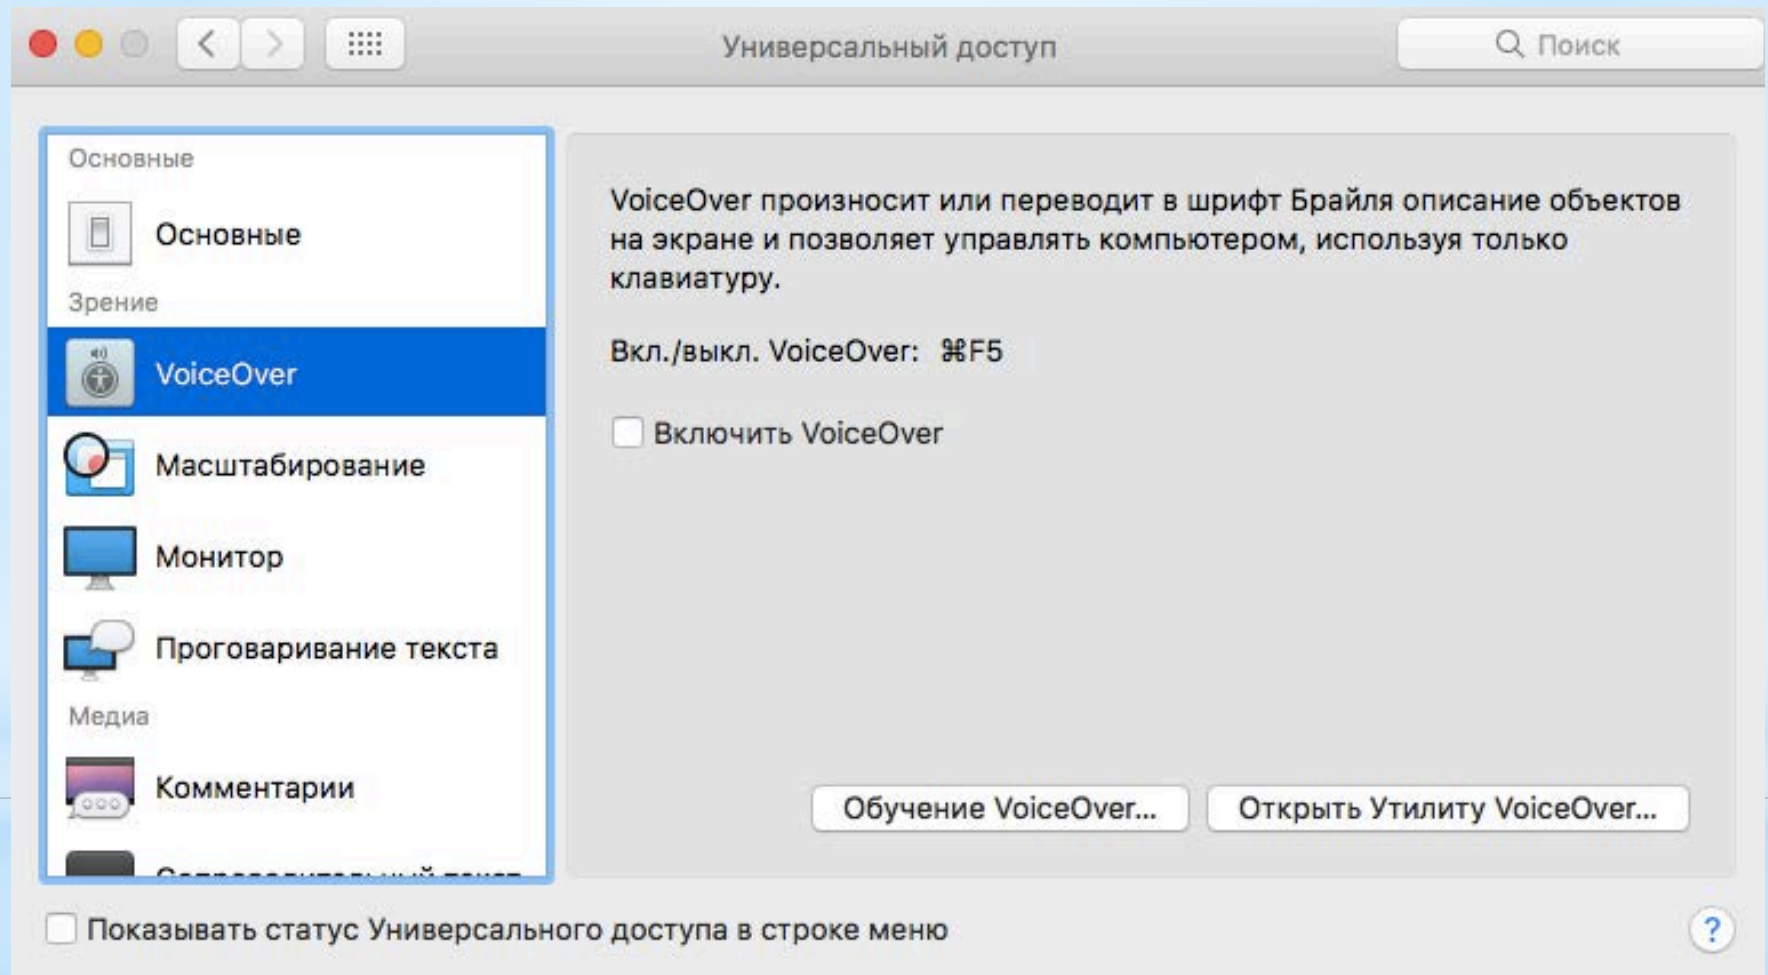 Универсальный доступ
Поиск
Основные
Основные
Зрение
VoiceOver
Масштабирование
Монитор
Проговаривание текста
Медиа
Комментарии
VoiceOver произносит или переводит в шрифт Брайля описание объектов
на экране и позволяет управлять компьютером, используя только
клавиатуру.
Вкл./выкл. VoiceOver: ⌘F5
Включить VoiceOver
Обучение VoiceOver...
Открыть Утилиту VoiceOver...
Показывать статус Универсального доступа в строке меню
?